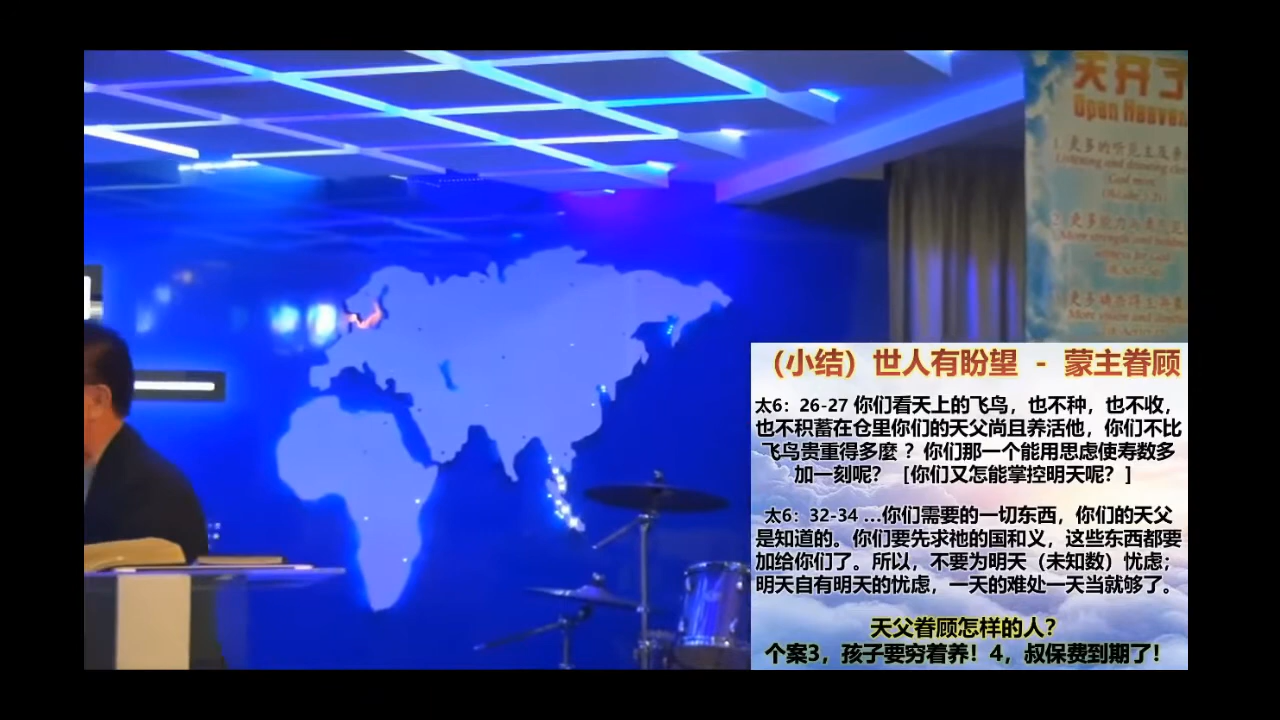 天开了
Open Heaven
（小结）世人有盼望 - 蒙主眷顾
太6：26-27 你们看天上的飞鸟，也不种，也不收，
也不积蓄在仓里你们的天父尚且养活他，你们不比
飞鸟贵重得多麼 ？你们那一个能用思虑使寿数多
加一刻呢？ [你们又怎能掌控明天呢？]
太6：32-34 ...你们需要的一切东西，你们的天父
是知道的。你们要先求祂的国和义，这些东西都要
加给你们了。所以，不要为明天（未知数）忧虑；
明天自有明天的忧虑，一天的难处一天当就够了。
天父眷顾怎样的人？
个案3，孩子要穷着养！4，叔保费到期了！